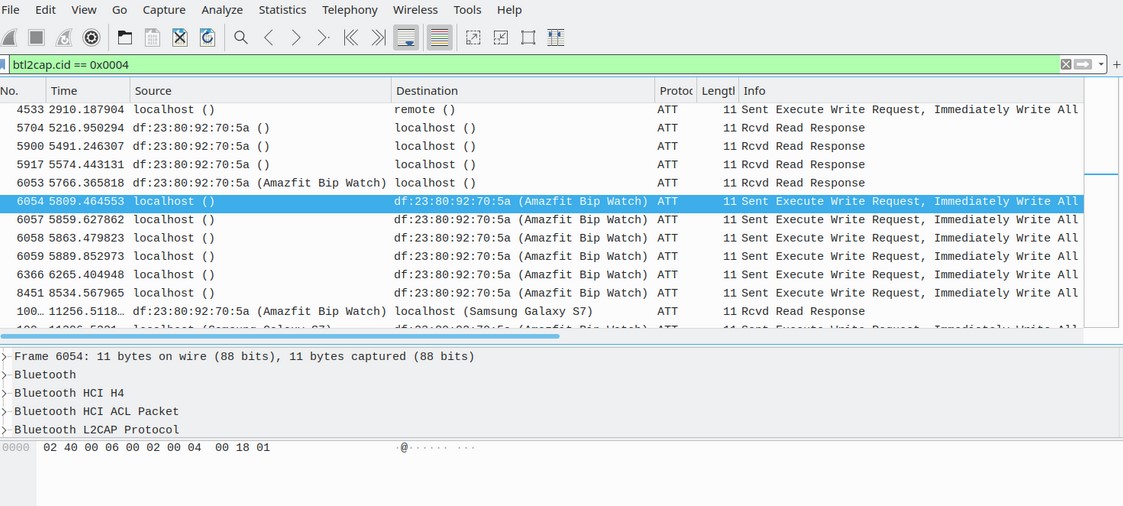 File Edit View Go Capture Analyze Statistics Telephony Wireless Tools Help
btl2cap.cid == 0x0004
No. Time Source Destination Protoc Lengtl Info
4533 2910.187904 localhost () remote () ATT 11 Sent Execute Write Request, Immediately Write All
5704 5216.950294 df:23:80:92:70:5a () localhost () ATT 11 Rcvd Read Response
5900 5491.246307 df:23:80:92:70:5a () localhost () ATT 11 Rcvd Read Response
5917 5574.443131 df:23:80:92:70:5a () localhost () ATT 11 Rcvd Read Response
6053 5766.365818 df:23:80:92:70:5a (Amazfit Bip Watch) localhost () ATT 11 Rcvd Read Response
6054 5809.464553 localhost () df:23:80:92:70:5a (Amazfit Bip Watch) ATT 11 Sent Execute Write Request, Immediately Write All
6057 5859.627862 localhost () df:23:80:92:70:5a (Amazfit Bip Watch) ATT 11 Sent Execute Write Request, Immediately Write All
6058 5863.479823 localhost () df:23:80:92:70:5a (Amazfit Bip Watch) ATT 11 Sent Execute Write Request, Immediately Write All
6059 5889.852973 localhost () df:23:80:92:70:5a (Amazfit Bip Watch) ATT 11 Sent Execute Write Request, Immediately Write All
6366 6265.404948 localhost () df:23:80:92:70:5a (Amazfit Bip Watch) ATT 11 Sent Execute Write Request, Immediately Write All
8451 8534.567965 localhost () df:23:80:92:70:5a (Amazfit Bip Watch) ATT 11 Sent Execute Write Request, Immediately Write All
100… 11256.5118… df:23:80:92:70:5a (Amazfit Bip Watch) localhost (Samsung Galaxy S7) ATT 11 Rcvd Read Response
Frame 6054: 11 bytes on wire (88 bits), 11 bytes captured (88 bits)
Bluetooth
Bluetooth HCI H4
Bluetooth HCI ACL Packet
Bluetooth L2CAP Protocol
0000 02 40 00 06 00 02 00 04 00 18 01 ·@······ ···